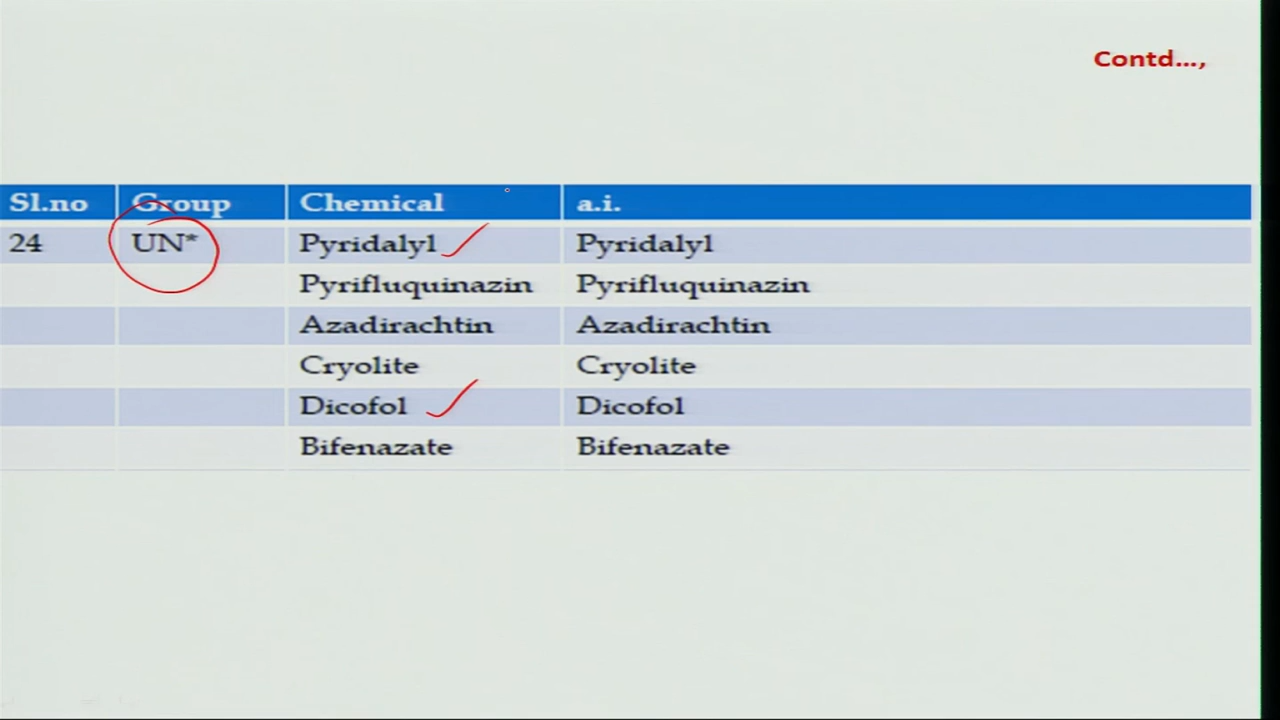 Contd...,
Sl.no Group Chemical a.i.
24 UN* Pyridalyl Pyridalyl
Pyrifluquinazin Pyrifluquinazin
Azadirachtin Azadirachtin
Cryolite Cryolite
Dicofol Dicofol
Bifenazate Bifenazate